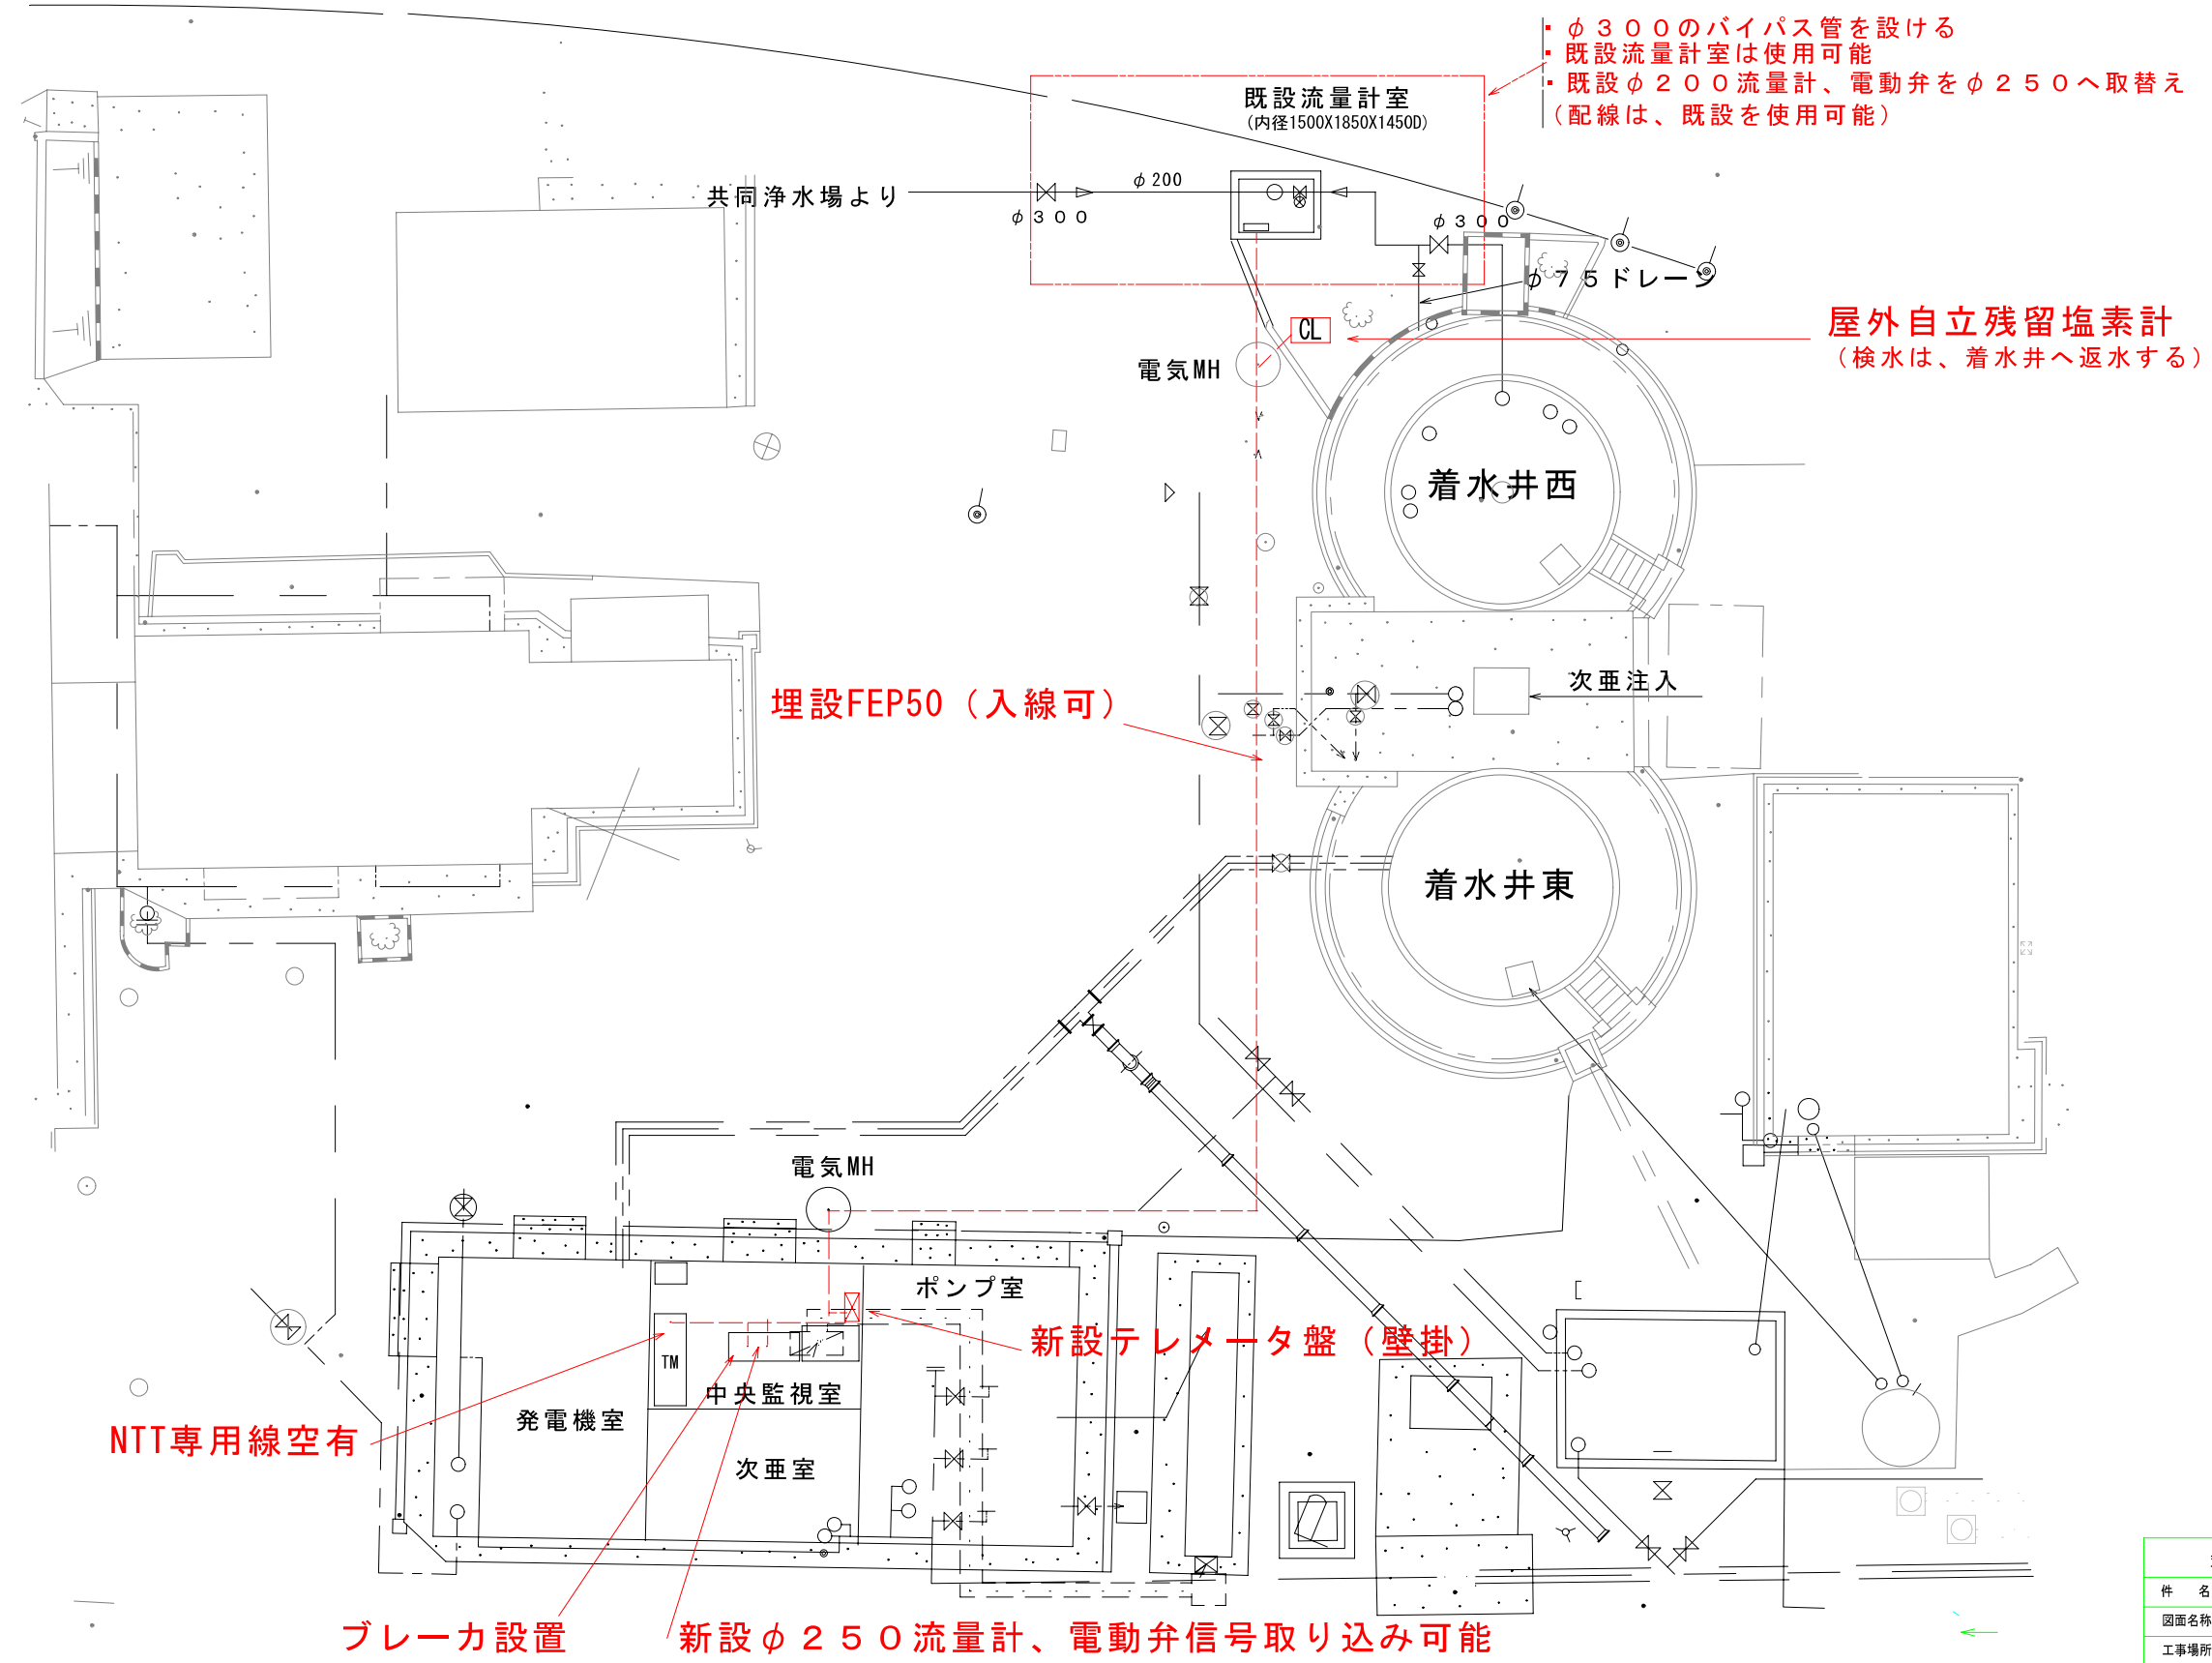 ・φ３００のバイパス管を設ける
・既設流量計室は使用可能
・既設φ２００流量計、電動弁をφ２５０へ取替え
（配線は、既設を使用可能）
既設流量計室
(内径1500X1850X1450D)
共同浄水場より
φ200
φ３００
φ３００
φ７５ドレーン
屋外自立残留塩素計
（検水は、着水井へ返水する）
CL
電気MH
着水井西
埋設FEP50（入線可）
次亜注入
着水井東
電気MH
ポンプ室
新設テレメータ盤（壁掛）
TM
中央監視室
発電機室
NTT専用線空有
次亜室
ブレーカ設置
新設φ２５０流量計、電動弁信号取り込み可能
件　名
図面名称
工事場所